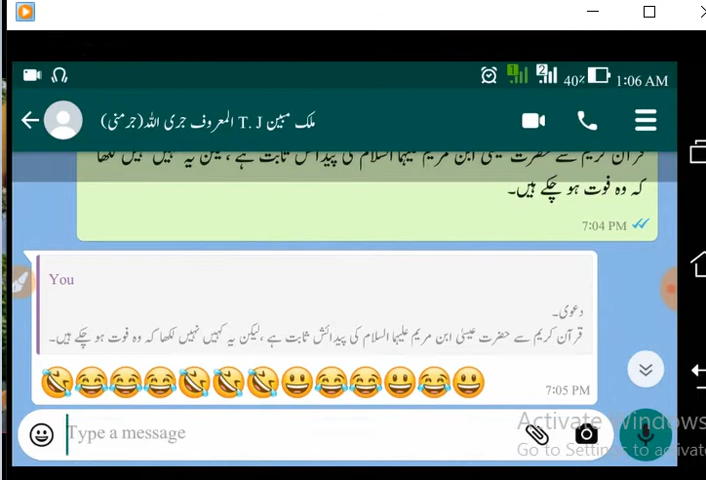 40% 1:06 AM
ملک مبین T. J المعروف جری اللہ(جرمنی)
قرآن کریم سے حضرت عیسیٰ ابن مریم علیہما السلام کی پیدائش ثابت ہے ،لیکن یہ کہیں نہیں لکھا
کہ وہ فوت ہو چکے ہیں۔
7:04 PM
You
دعوی۔
قرآن کریم سے حضرت عیسیٰ ابن مریم علیہما السلام کی پیدائش ثابت ہے ،لیکن یہ کہیں نہیں لکھا کہ وہ فوت ہو چکے ہیں۔
🤣😂😂😂🤣🤣🤣😃😂😂😃😂😃
7:05 PM
Type a message
Activate Windows
Go to Settings to activate